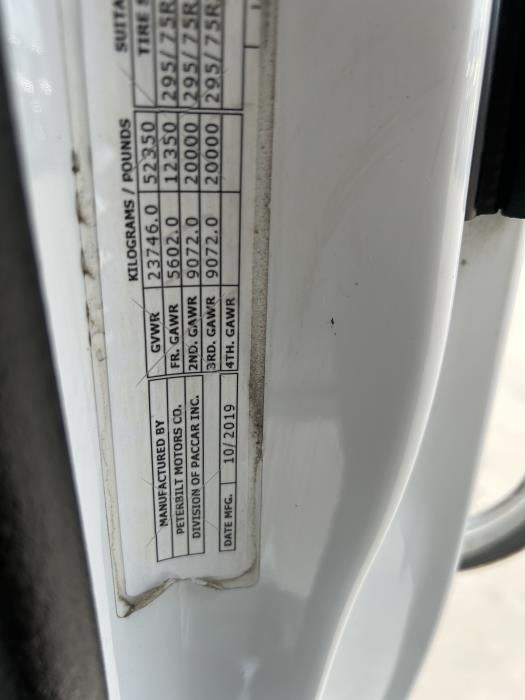 MANUFACTURED BY
PETERBILT MOTORS CO.
DIVISION OF PACCAR INC.
DATE MFG. 10/2019
KILOGRAMS / POUNDS
GVWR 23746.0 52350
FR. GAWR 5602.0 12350 295/75R
2ND. GAWR 9072.0 20000 295/75R
3RD. GAWR 9072.0 20000 295/75R
4TH. GAWR
SUITA
TIRE S